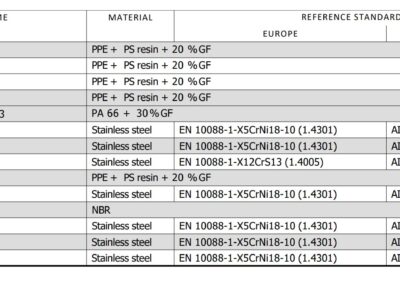 ME MATERIAL REFERENCE STANDARD
EUROPE
PPE + PS resin + 20 %GF
PPE + PS resin + 20 %GF
PPE + PS resin + 20 %GF
PPE + PS resin + 20 %GF
3 PA 66 + 30%GF
Stainless steel EN 10088-1-X5CrNi18-10 (1.4301) AI
Stainless steel EN 10088-1-X5CrNi18-10 (1.4301) AI
Stainless steel EN 10088-1-X12CrS13 (1.4005) AI
PPE + PS resin + 20 %GF
Stainless steel EN 10088-1-X5CrNi18-10 (1.4301) AI
NBR
Stainless steel EN 10088-1-X5CrNi18-10 (1.4301) AI
Stainless steel EN 10088-1-X5CrNi18-10 (1.4301) AI
Stainless steel EN 10088-1-X5CrNi18-10 (1.4301) AI